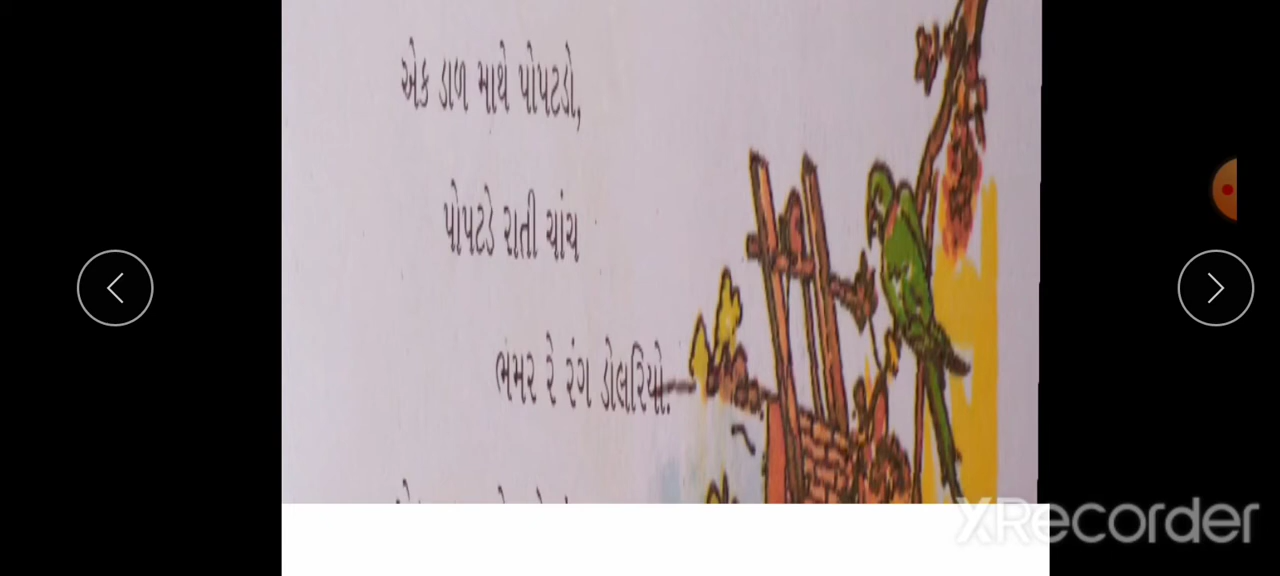 એક ડાળ માથે પોપટડો,
પોપટડે રાતી ચાંચ
ભમર રે રંગ ડોલરિયો.
XRecorder